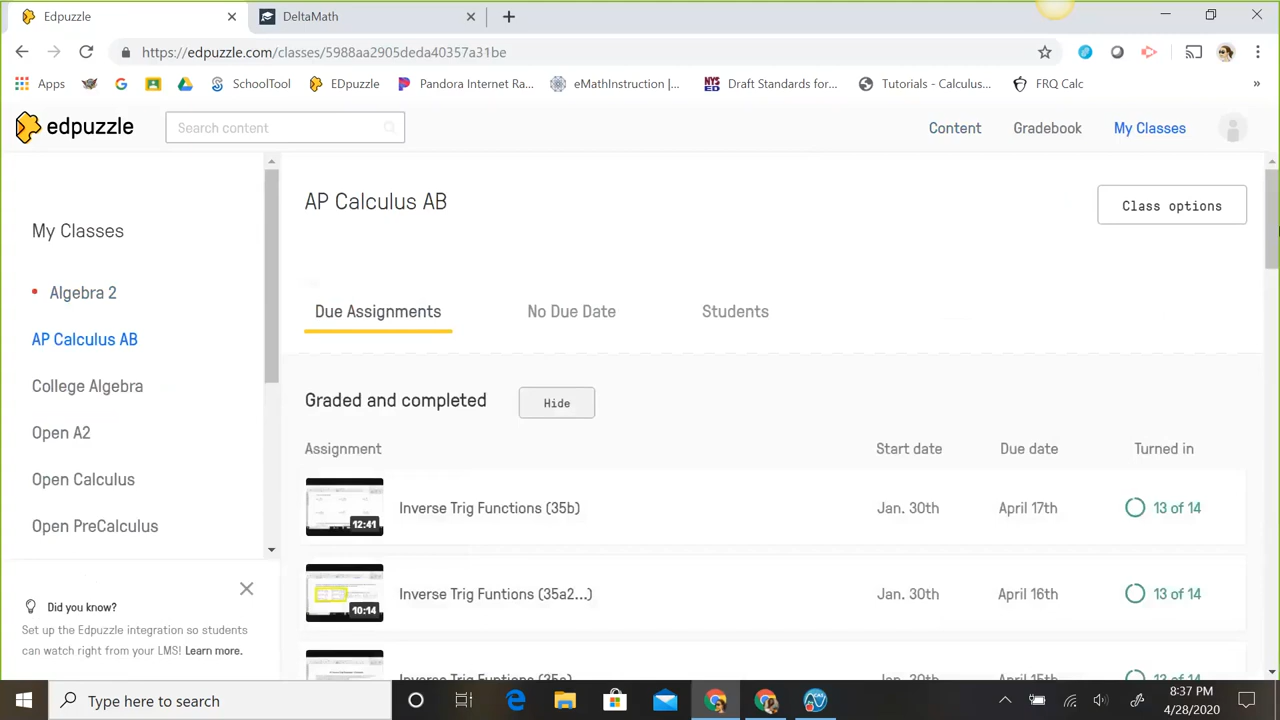 Edpuzzle
DeltaMath
https://edpuzzle.com/classes/5988aa2905deda40357a31be
Apps
SchoolTool
EDpuzzle
Pandora Internet Ra...
eMathInstruction |...
NYS
ED
Draft Standards for...
Tutorials - Calculus...
FRQ Calc
»
edpuzzle
Search content
Content
Gradebook
My Classes
My Classes
Algebra 2
AP Calculus AB
College Algebra
Open A2
Open Calculus
Open PreCalculus
Did you know?
Set up the Edpuzzle integration so students
can watch right from your LMS! Learn more.
AP Calculus AB
Class options
Due Assignments
No Due Date
Students
Graded and completed
Hide
Assignment
Start date
Due date
Turned in
12:41
Inverse Trig Functions (35b)
Jan. 30th
April 17th
13 of 14
10:14
Inverse Trig Funtions (35a2...)
Jan. 30th
April 16th
13 of 14
Type here to search
8:37 PM
4/28/2020